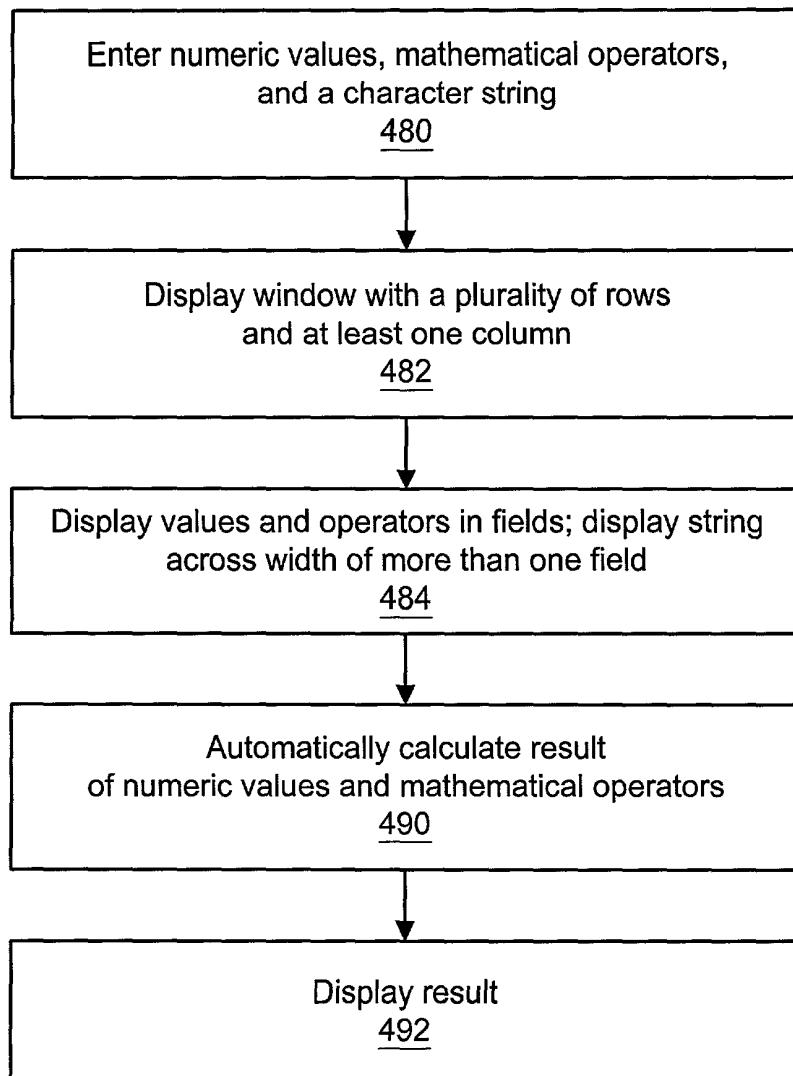 Enter numeric values, mathematical operators,
and a character string
480
Display window with a plurality of rows
and at least one column
482
Display values and operators in fields; display string
across width of more than one field
484
Automatically calculate result
of numeric values and mathematical operators
490
Display result
492